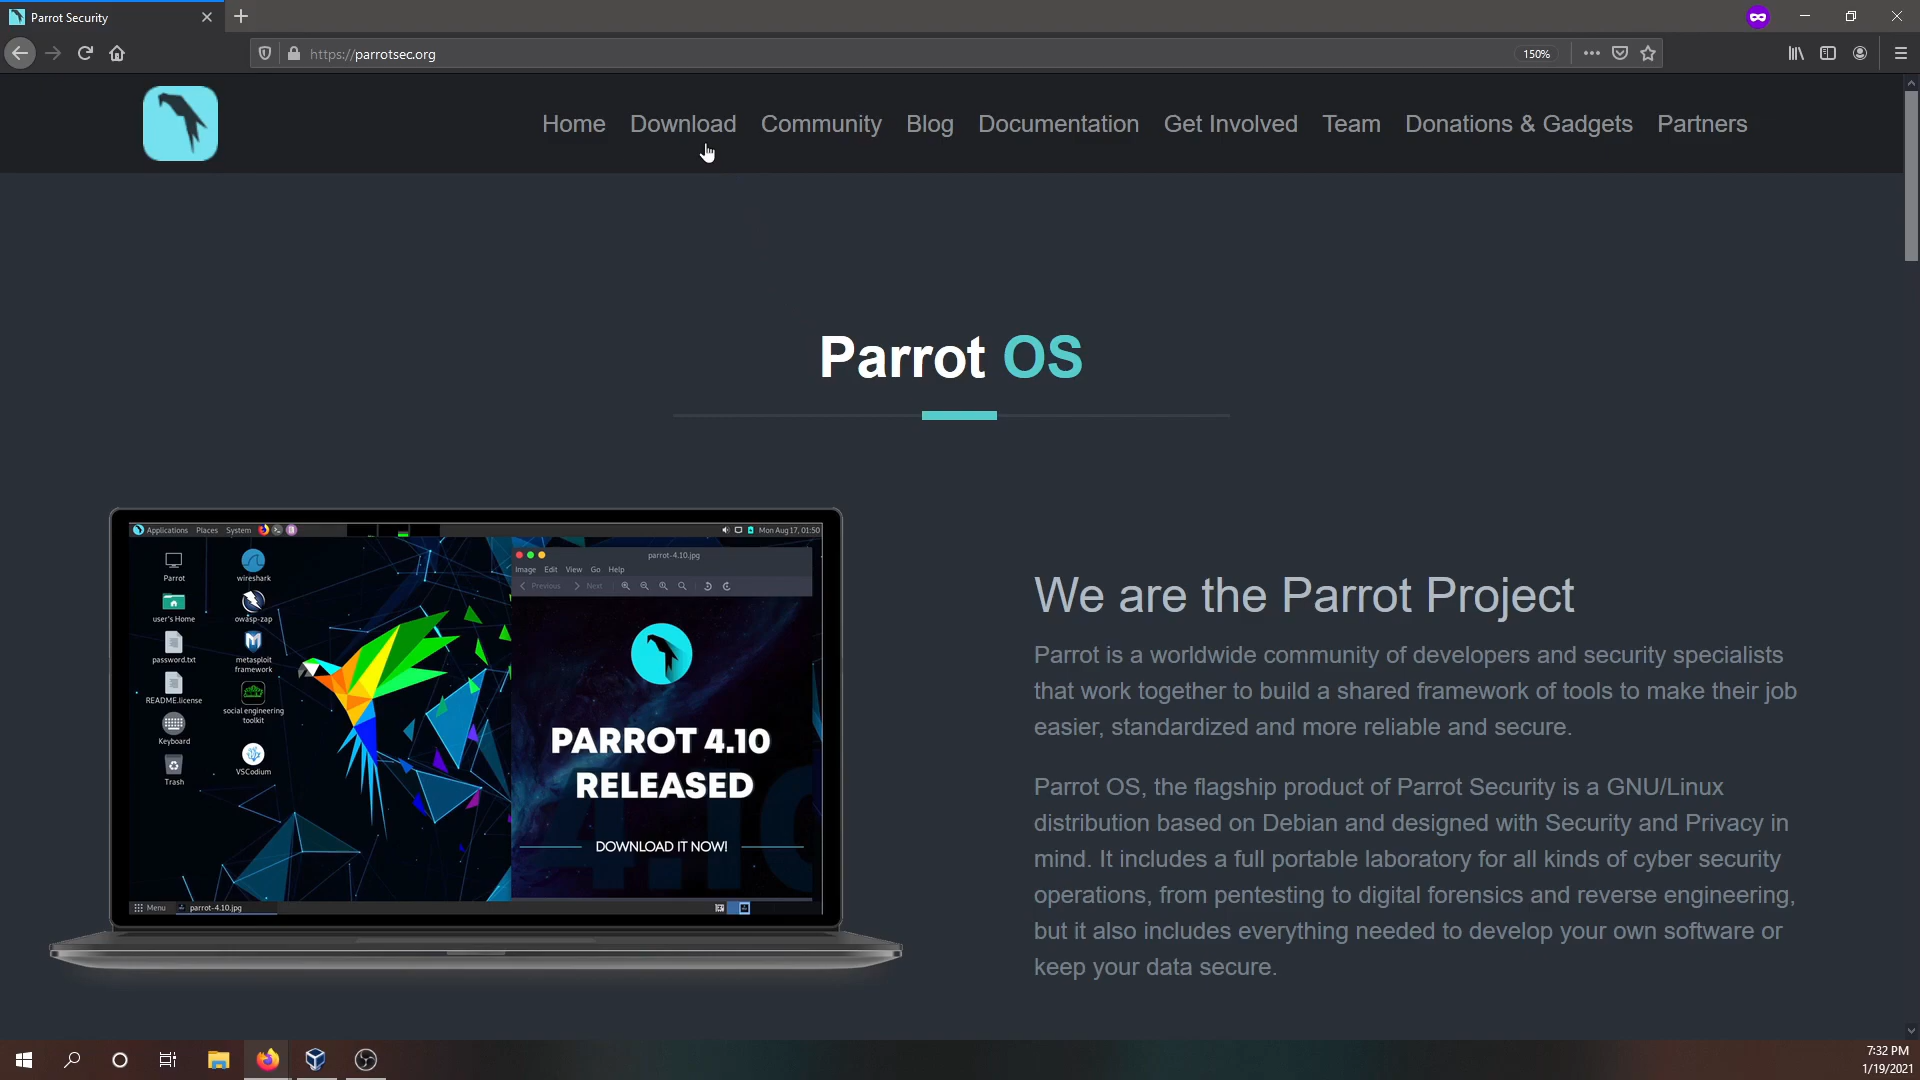 Parrot Security
https://parrotsec.org
150%
Home Download Community Blog Documentation Get Involved Team Donations & Gadgets Partners
Parrot OS
Applications Places System
Mon Aug 17, 01:50
Parrot
wireshark
user's Home
owasp-zap
password.txt
metasploit
framework
README.license
social engineering
toolkit
Keyboard
VSCodium
Trash
parrot-4.10.jpg
Image Edit View Go Help
Previous Next
PARROT 4.10
RELEASED
DOWNLOAD IT NOW!
4.10
Menu parrot-4.10.jpg
We are the Parrot Project
Parrot is a worldwide community of developers and security specialists
that work together to build a shared framework of tools to make their job
easier, standardized and more reliable and secure.
Parrot OS, the flagship product of Parrot Security is a GNU/Linux
distribution based on Debian and designed with Security and Privacy in
mind. It includes a full portable laboratory for all kinds of cyber security
operations, from pentesting to digital forensics and reverse engineering,
but it also includes everything needed to develop your own software or
keep your data secure.
7:32 PM
1/19/2021